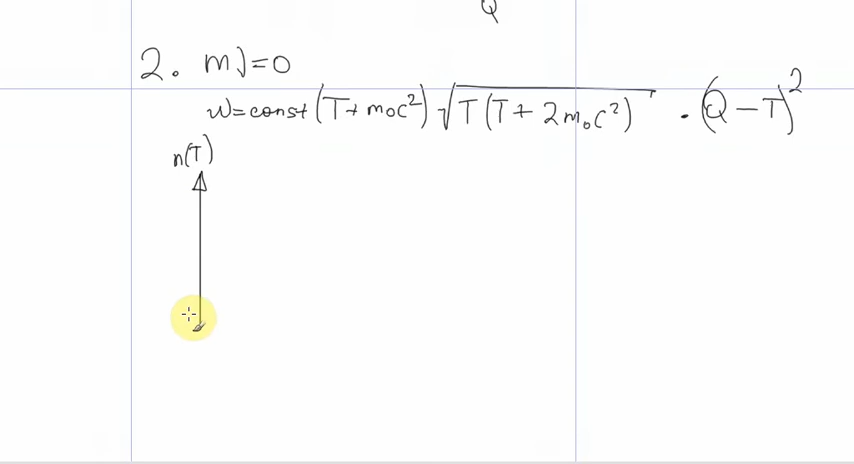 Q
2. mν=0
w=const (T+m₀c²) √T(T+2m₀c²) · (Q−T)²
n(T)